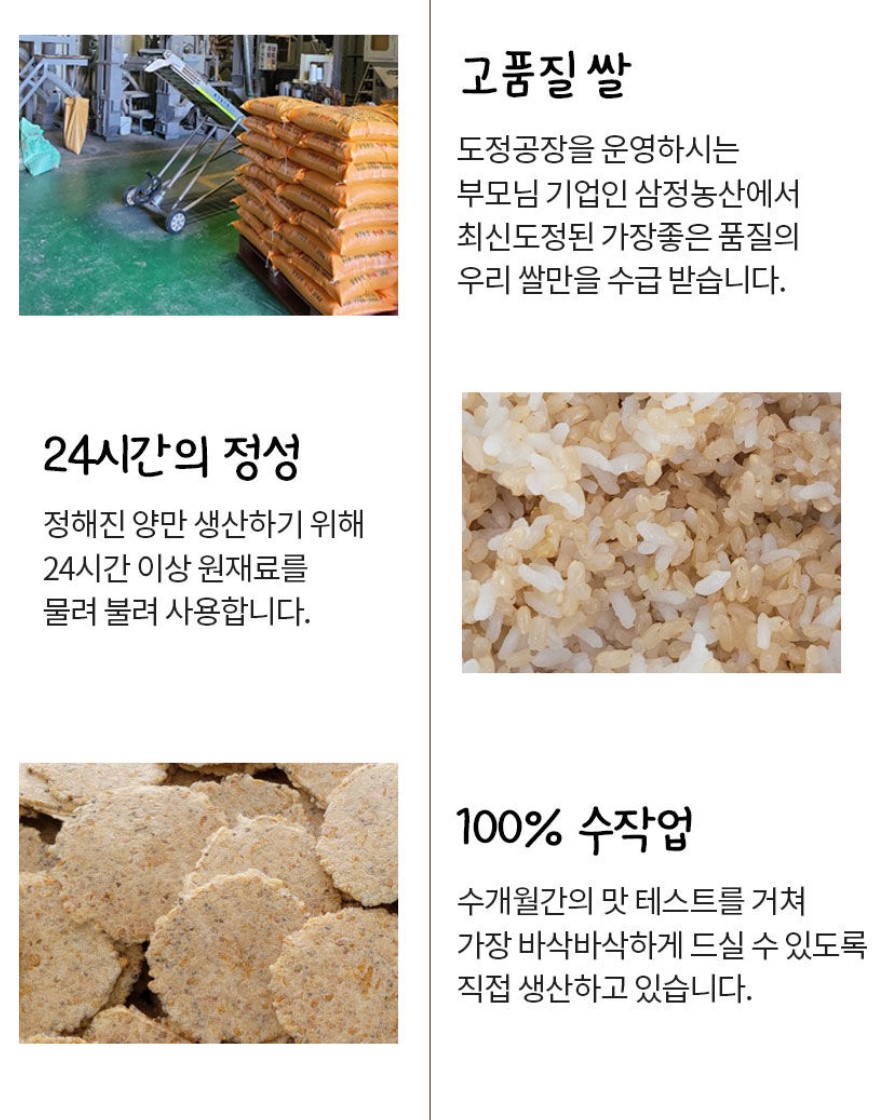 고품질 쌀
도정공장을 운영하시는
부모님 기업인 삼정농산에서
최신도정된 가장좋은 품질의
우리 쌀만을 수급 받습니다.
24시간의 정성
정해진 양만 생산하기 위해
24시간 이상 원재료를
물려 불려 사용합니다.
100% 수작업
수개월간의 맛 테스트를 거쳐
가장 바삭바삭하게 드실 수 있도록
직접 생산하고 있습니다.